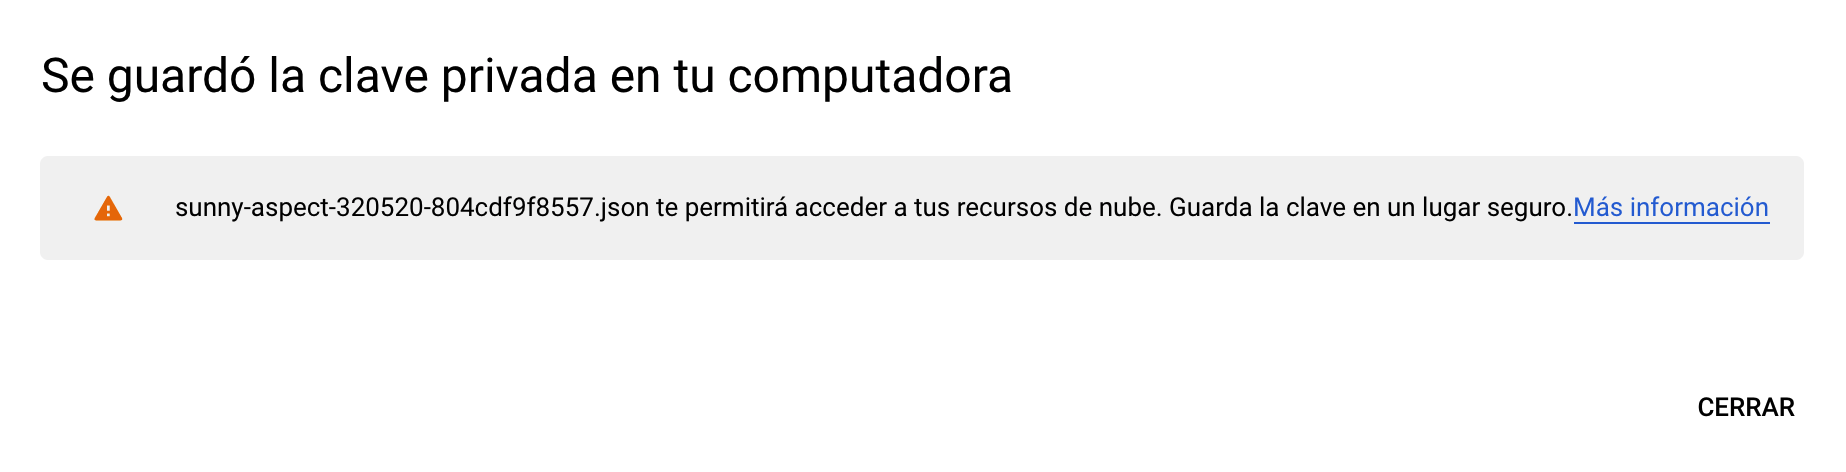 Se guardó la clave privada en tu computadora
sunny-aspect-320520-804cdf9f8557.json te permitirá acceder a tus recursos de nube. Guarda la clave en un lugar seguro.Más información
CERRAR